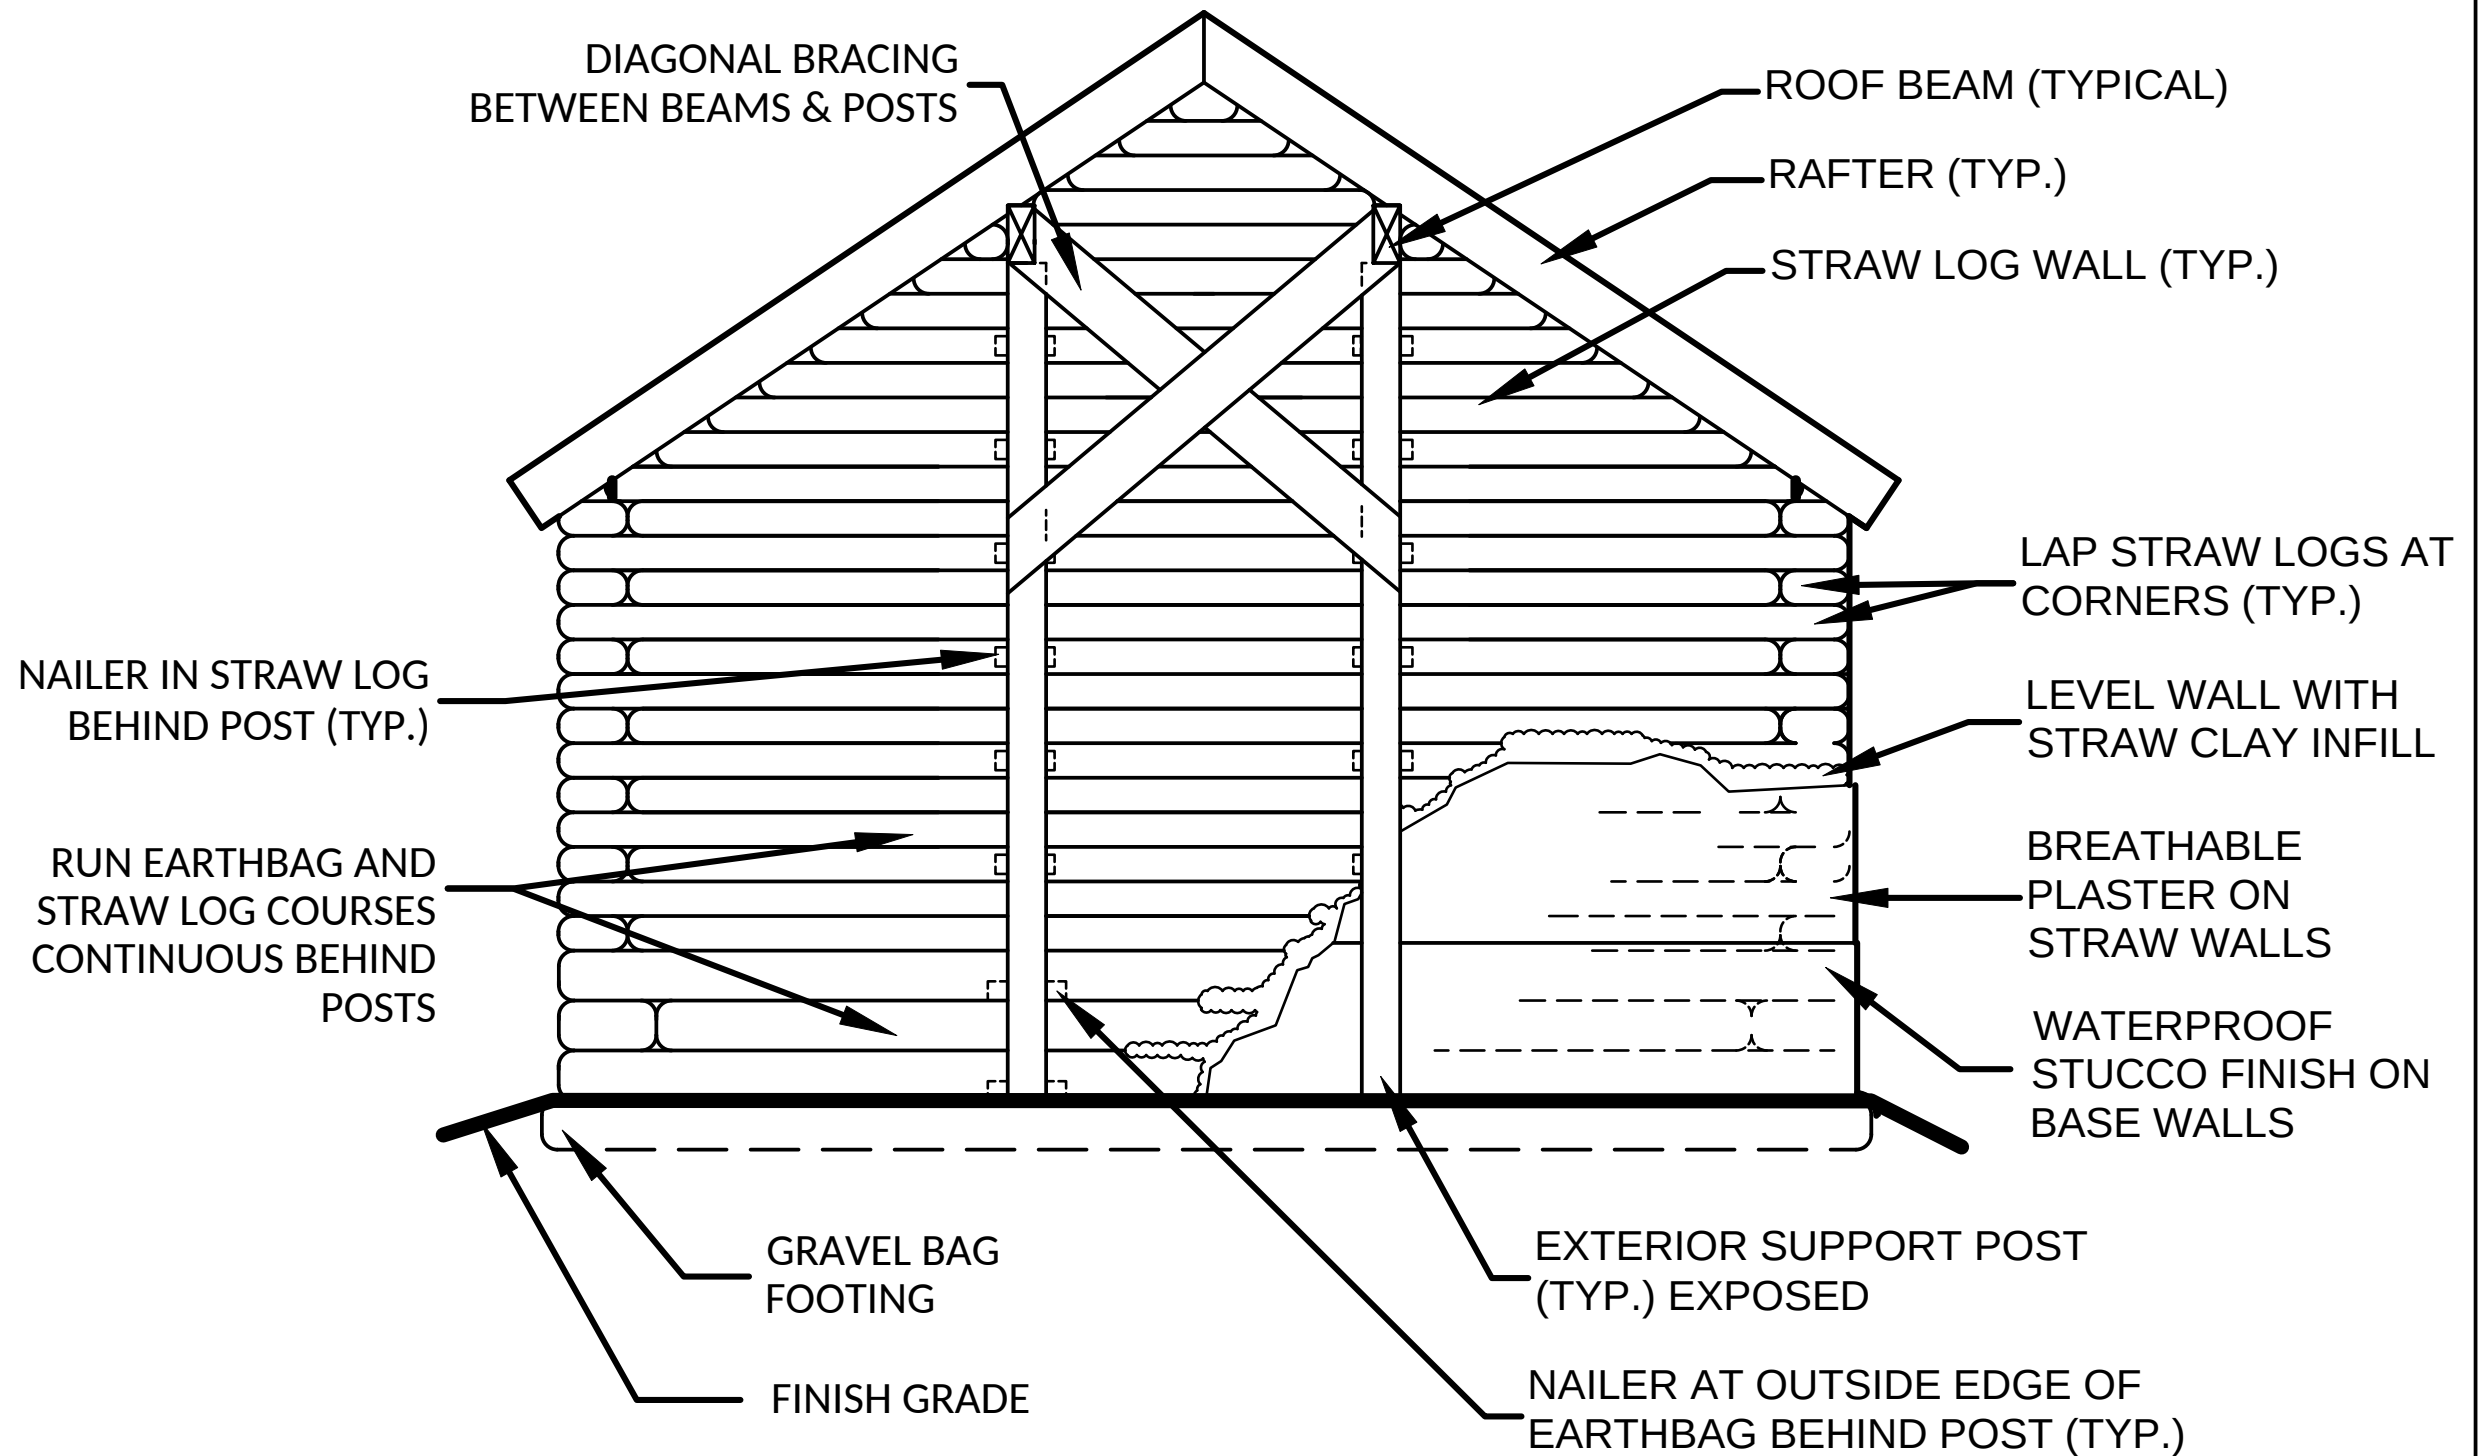 DIAGONAL BRACING
BETWEEN BEAMS & POSTS
ROOF BEAM (TYPICAL)
RAFTER (TYP.)
STRAW LOG WALL (TYP.)
LAP STRAW LOGS AT
CORNERS (TYP.)
NAILER IN STRAW LOG
BEHIND POST (TYP.)
LEVEL WALL WITH
STRAW CLAY INFILL
RUN EARTHBAG AND
STRAW LOG COURSES
CONTINUOUS BEHIND
POSTS
BREATHABLE
PLASTER ON
STRAW WALLS
WATERPROOF
STUCCO FINISH ON
BASE WALLS
GRAVEL BAG
FOOTING
EXTERIOR SUPPORT POST
(TYP.) EXPOSED
FINISH GRADE
NAILER AT OUTSIDE EDGE OF
EARTHBAG BEHIND POST (TYP.)